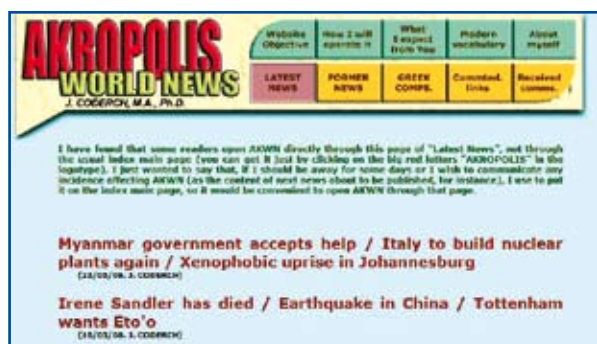 AKROPOLIS
WORLD NEWS
J. CODERCH, M.A., Ph.D.
Website Objective
How I will operate it
What I expect from You
Modern vocabulary
About myself
LATEST NEWS
FORMER NEWS
GREEK COMPS.
Commted. links
Received comms.
I have found that some readers open AKWN directly through this page of "Latest News", not through
the usual index main page (you can get it just by clicking on the big red letters "AKROPOLIS" in the
logotype). I just wanted to say that, if I should be away for some days or I wish to communicate any
incidence affecting AKWN (as the content of next news about to be published, for instance), I use to put
it on the index main page, so it would be convenient to open AKWN through that page.
Myanmar government accepts help / Italy to build nuclear
plants again / Xenophobic uprise in Johannesburg
Irene Sandler has died / Earthquake in China / Tottenham
wants Eto'o